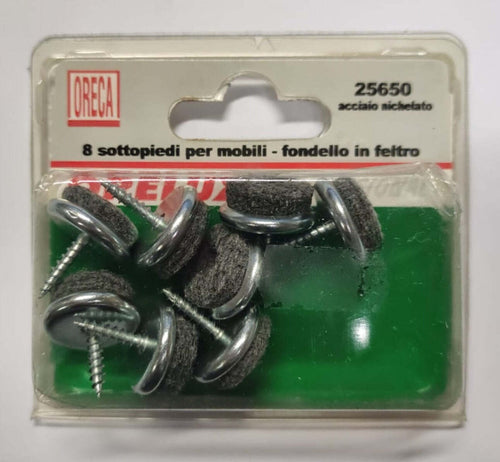 ORECA
25650
acciaio nichelato
8 sottopiedi per mobili - fondello in feltro